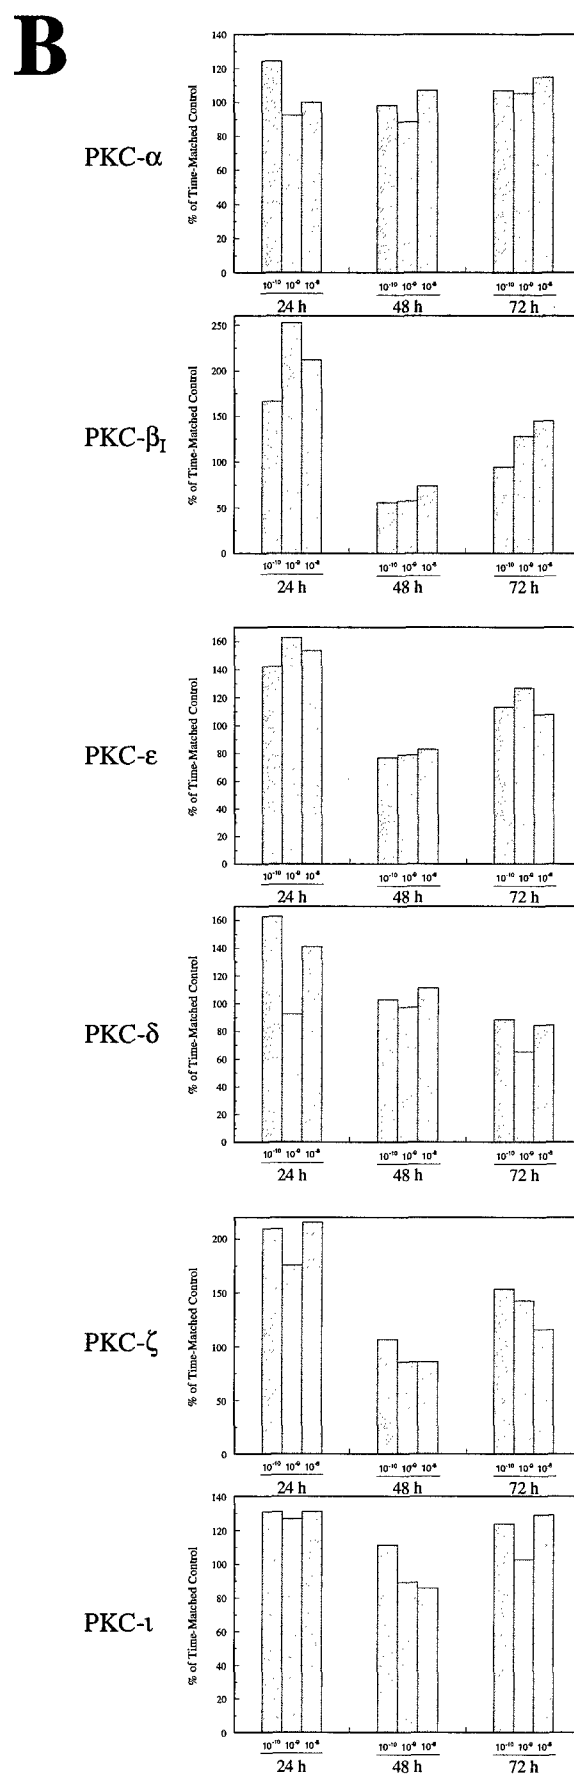 B
PKC-α
% of Time-Matched Control
140
120
100
80
60
40
20
0
10⁻¹⁰ 10⁻⁹ 10⁻⁸ 10⁻¹⁰ 10⁻⁹ 10⁻⁸ 10⁻¹⁰ 10⁻⁹ 10⁻⁸
24 h 48 h 72 h
PKC-βI
% of Time-Matched Control
250
200
150
100
50
0
10⁻¹⁰ 10⁻⁹ 10⁻⁸ 10⁻¹⁰ 10⁻⁹ 10⁻⁸ 10⁻¹⁰ 10⁻⁹ 10⁻⁸
24 h 48 h 72 h
PKC-ε
% of Time-Matched Control
160
140
120
100
80
60
40
20
0
10⁻¹⁰ 10⁻⁹ 10⁻⁸ 10⁻¹⁰ 10⁻⁹ 10⁻⁸ 10⁻¹⁰ 10⁻⁹ 10⁻⁸
24 h 48 h 72 h
PKC-δ
% of Time-Matched Control
160
140
120
100
80
60
40
20
0
10⁻¹⁰ 10⁻⁹ 10⁻⁸ 10⁻¹⁰ 10⁻⁹ 10⁻⁸ 10⁻¹⁰ 10⁻⁹ 10⁻⁸
24 h 48 h 72 h
PKC-ζ
% of Time-Matched Control
200
150
100
50
0
10⁻¹⁰ 10⁻⁹ 10⁻⁸ 10⁻¹⁰ 10⁻⁹ 10⁻⁸ 10⁻¹⁰ 10⁻⁹ 10⁻⁸
24 h 48 h 72 h
PKC-ι
% of Time-Matched Control
140
120
100
80
60
40
20
0
10⁻¹⁰ 10⁻⁹ 10⁻⁸ 10⁻¹⁰ 10⁻⁹ 10⁻⁸ 10⁻¹⁰ 10⁻⁹ 10⁻⁸
24 h 48 h 72 h